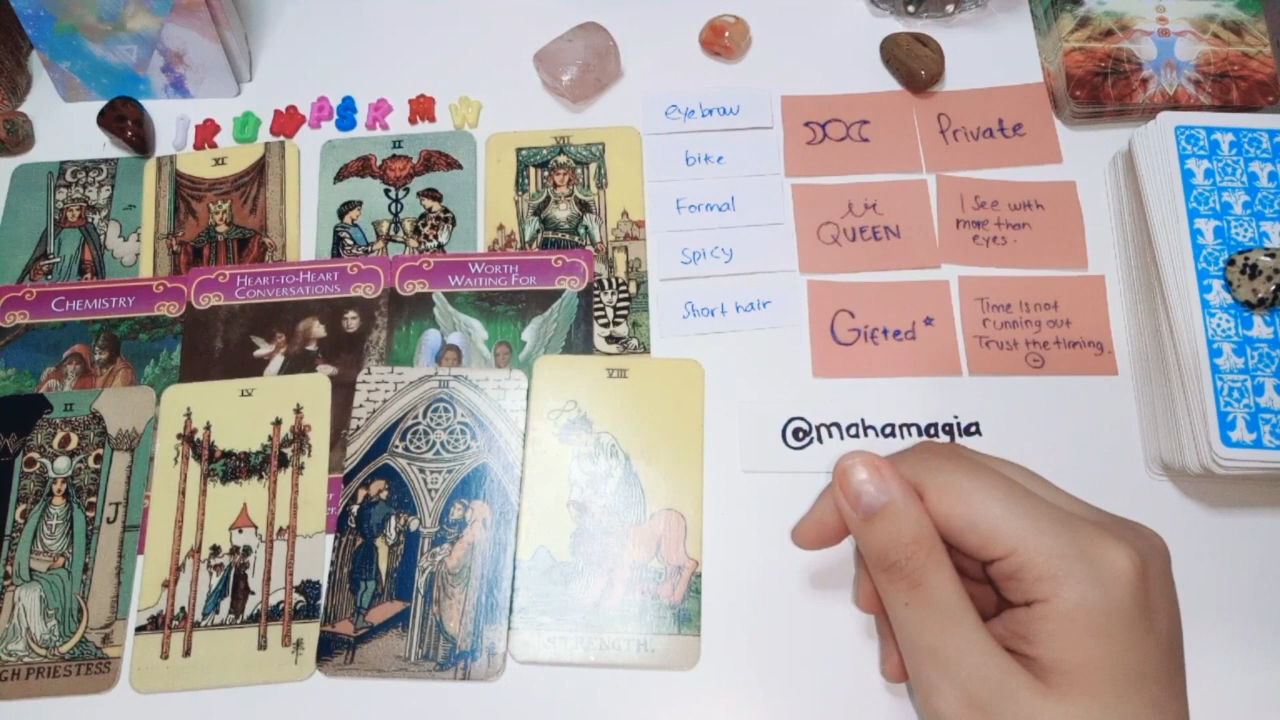 J K U W P S K M W
XI
II
VII
CHEMISTRY
HEART-TO-HEART
CONVERSATIONS
WORTH
WAITING FOR
II
J
GH PRIESTESS
IV
III
VIII
STRENGTH.
eyebrow
bike
Formal
Spicy
Short hair
Private
QUEEN
I See with
more than
eyes.
Gifted*
Time Is not
running out
Trust the timing.
@mahamagia